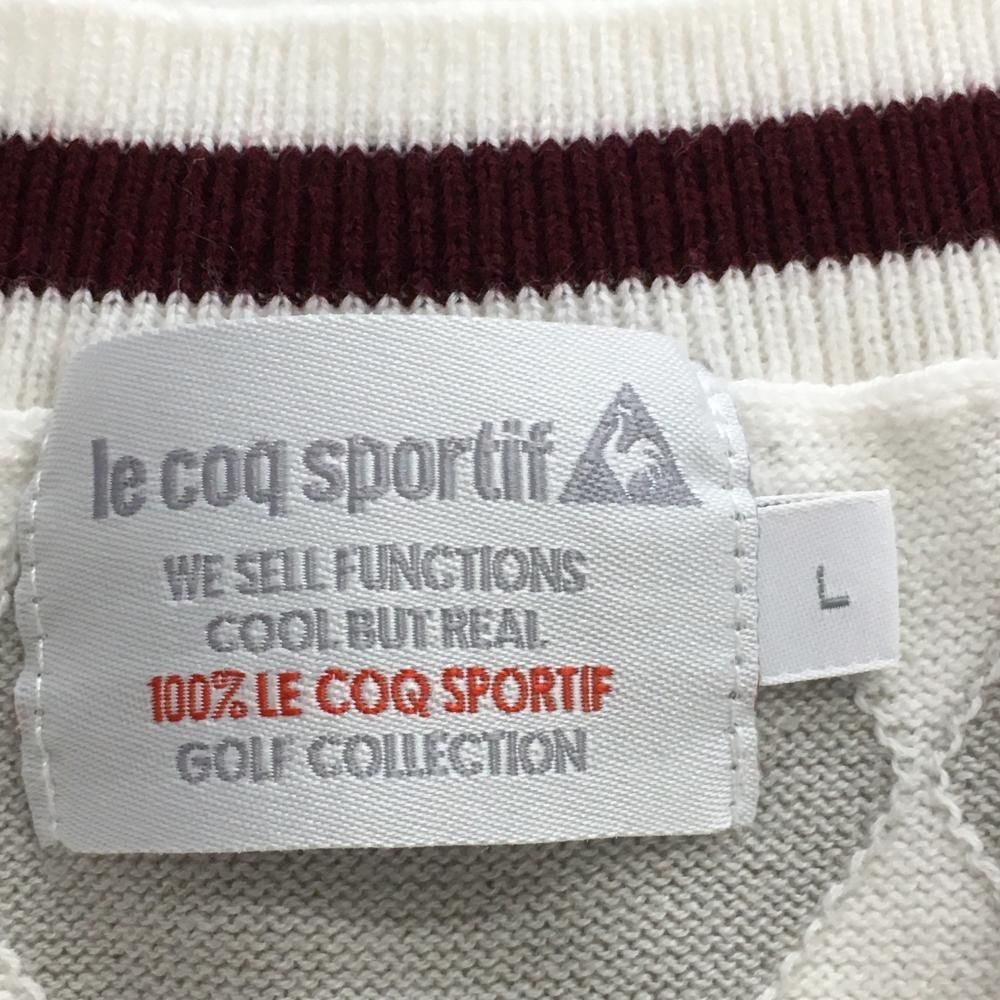 le coq sportif
WE SELL FUNCTIONS
COOL BUT REAL
100% LE COQ SPORTIF
GOLF COLLECTION
L